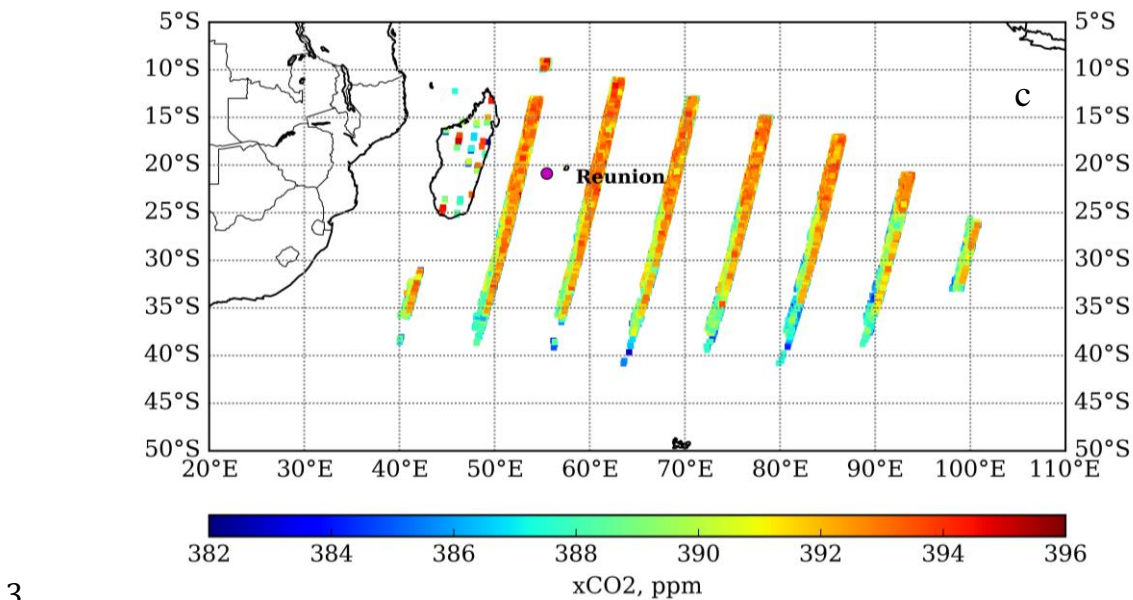 5°S 5°S
10°S 10°S
c
15°S 15°S
20°S 20°S
Reunion
25°S 25°S
30°S 30°S
35°S 35°S
40°S 40°S
45°S 45°S
50°S 50°S
20°E 30°E 40°E 50°E 60°E 70°E 80°E 90°E 100°E 110°E
382 384 386 388 390 392 394 396
xCO2, ppm
3